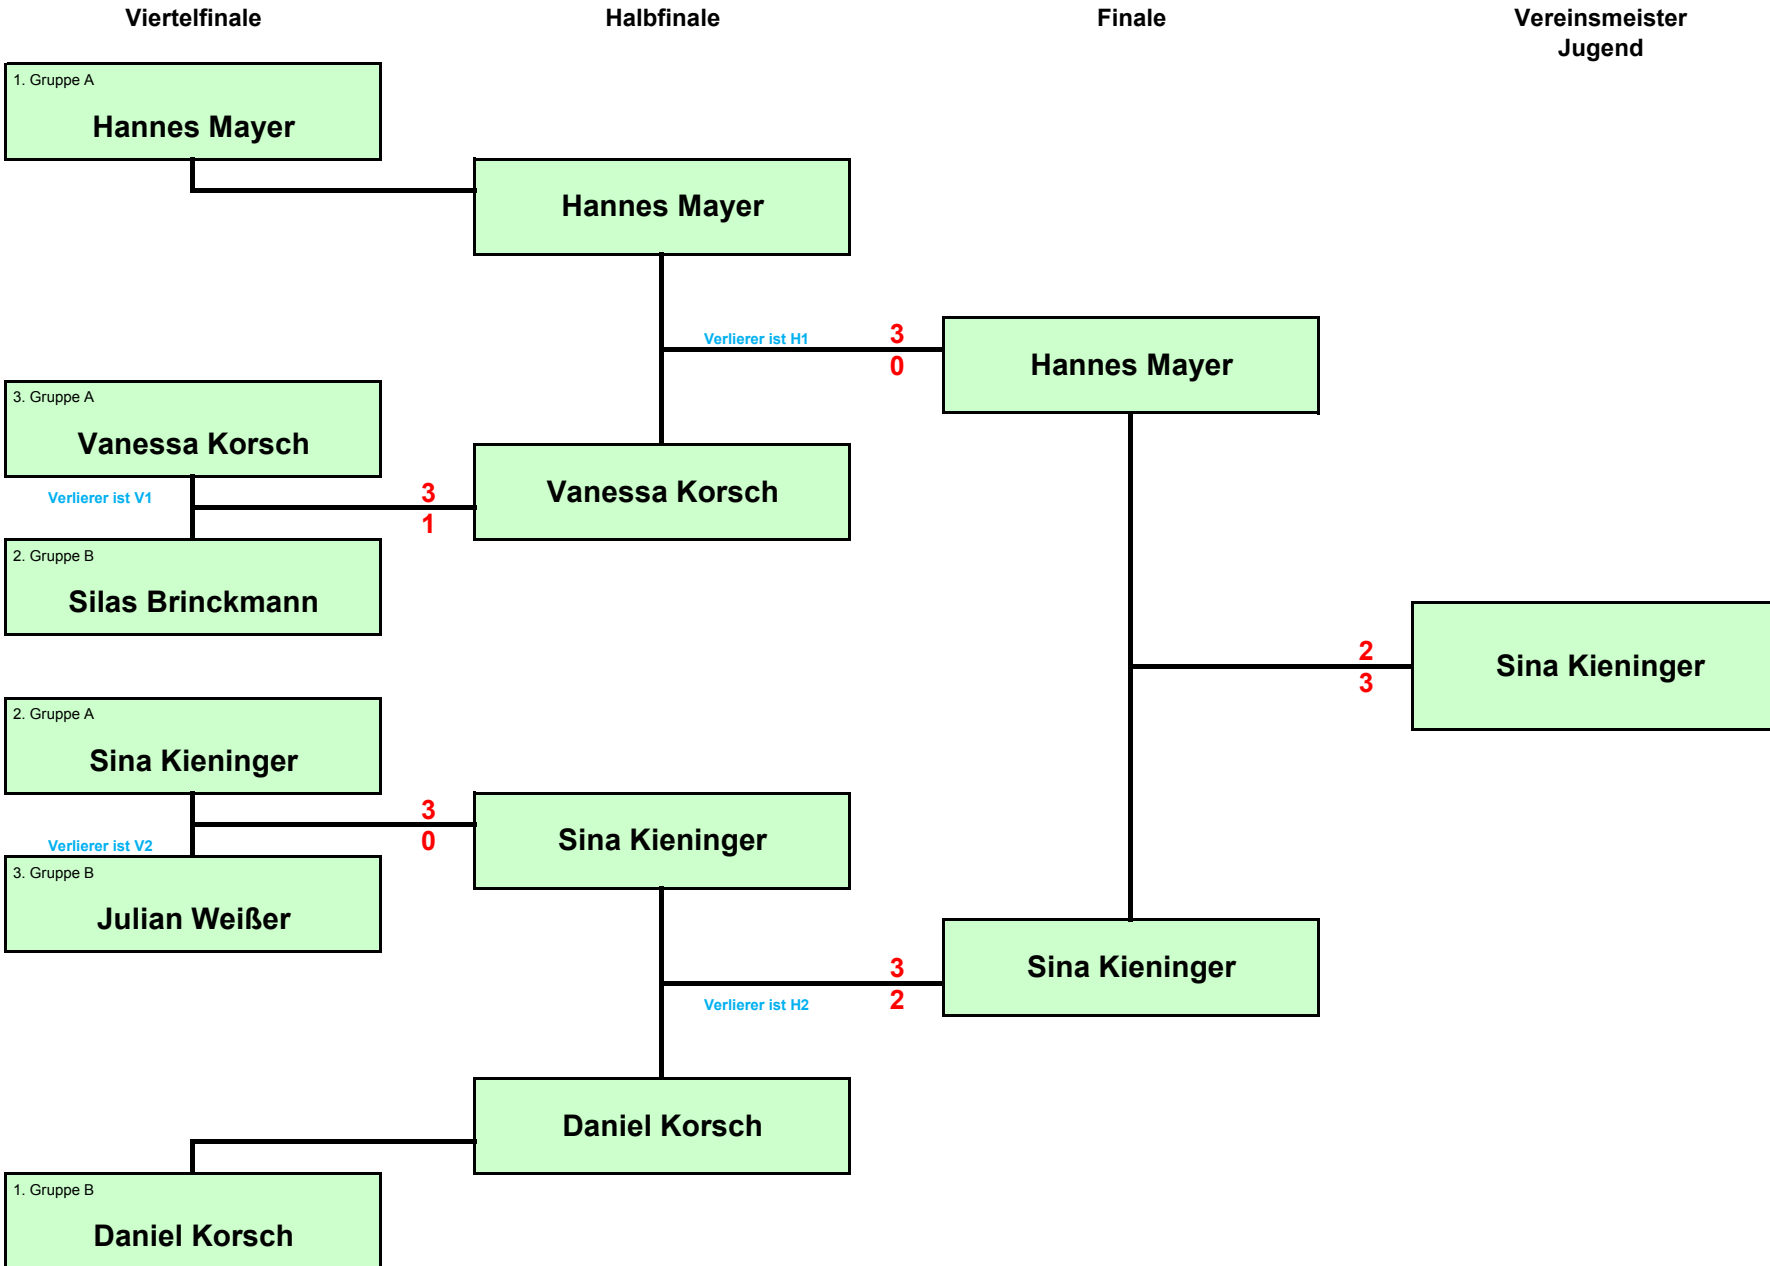 Viertelfinale
Halbfinale
Finale
Vereinsmeister
Jugend
1. Gruppe A
Hannes Mayer
Hannes Mayer
Verlierer ist H1
3
0
Hannes Mayer
3. Gruppe A
Vanessa Korsch
Verlierer ist V1
3
1
Vanessa Korsch
2. Gruppe B
Silas Brinckmann
2
3
Sina Kieninger
2. Gruppe A
Sina Kieninger
Verlierer ist V2
3
0
Sina Kieninger
3. Gruppe B
Julian Weißer
3
2
Verlierer ist H2
Sina Kieninger
Daniel Korsch
1. Gruppe B
Daniel Korsch